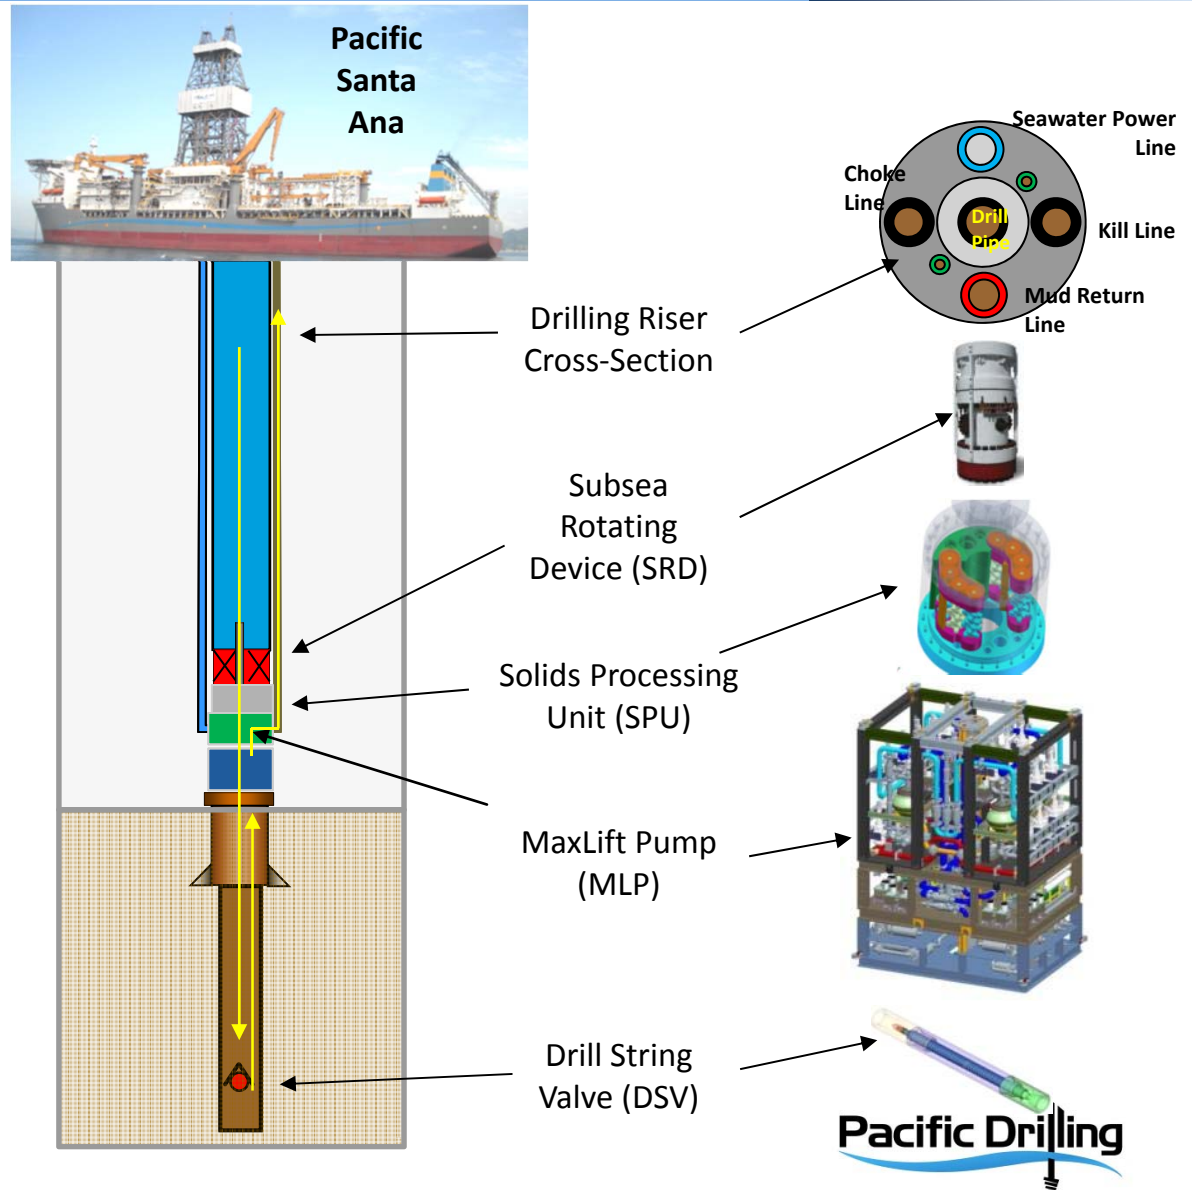 Pacific
Santa
Ana
Seawater Power
Line
Choke
Line
Drill
Pipe
Kill Line
Mud Return
Line
Drilling Riser
Cross-Section
Subsea
Rotating
Device (SRD)
Solids Processing
Unit (SPU)
MaxLift Pump
(MLP)
Drill String
Valve (DSV)
Pacific Drilling